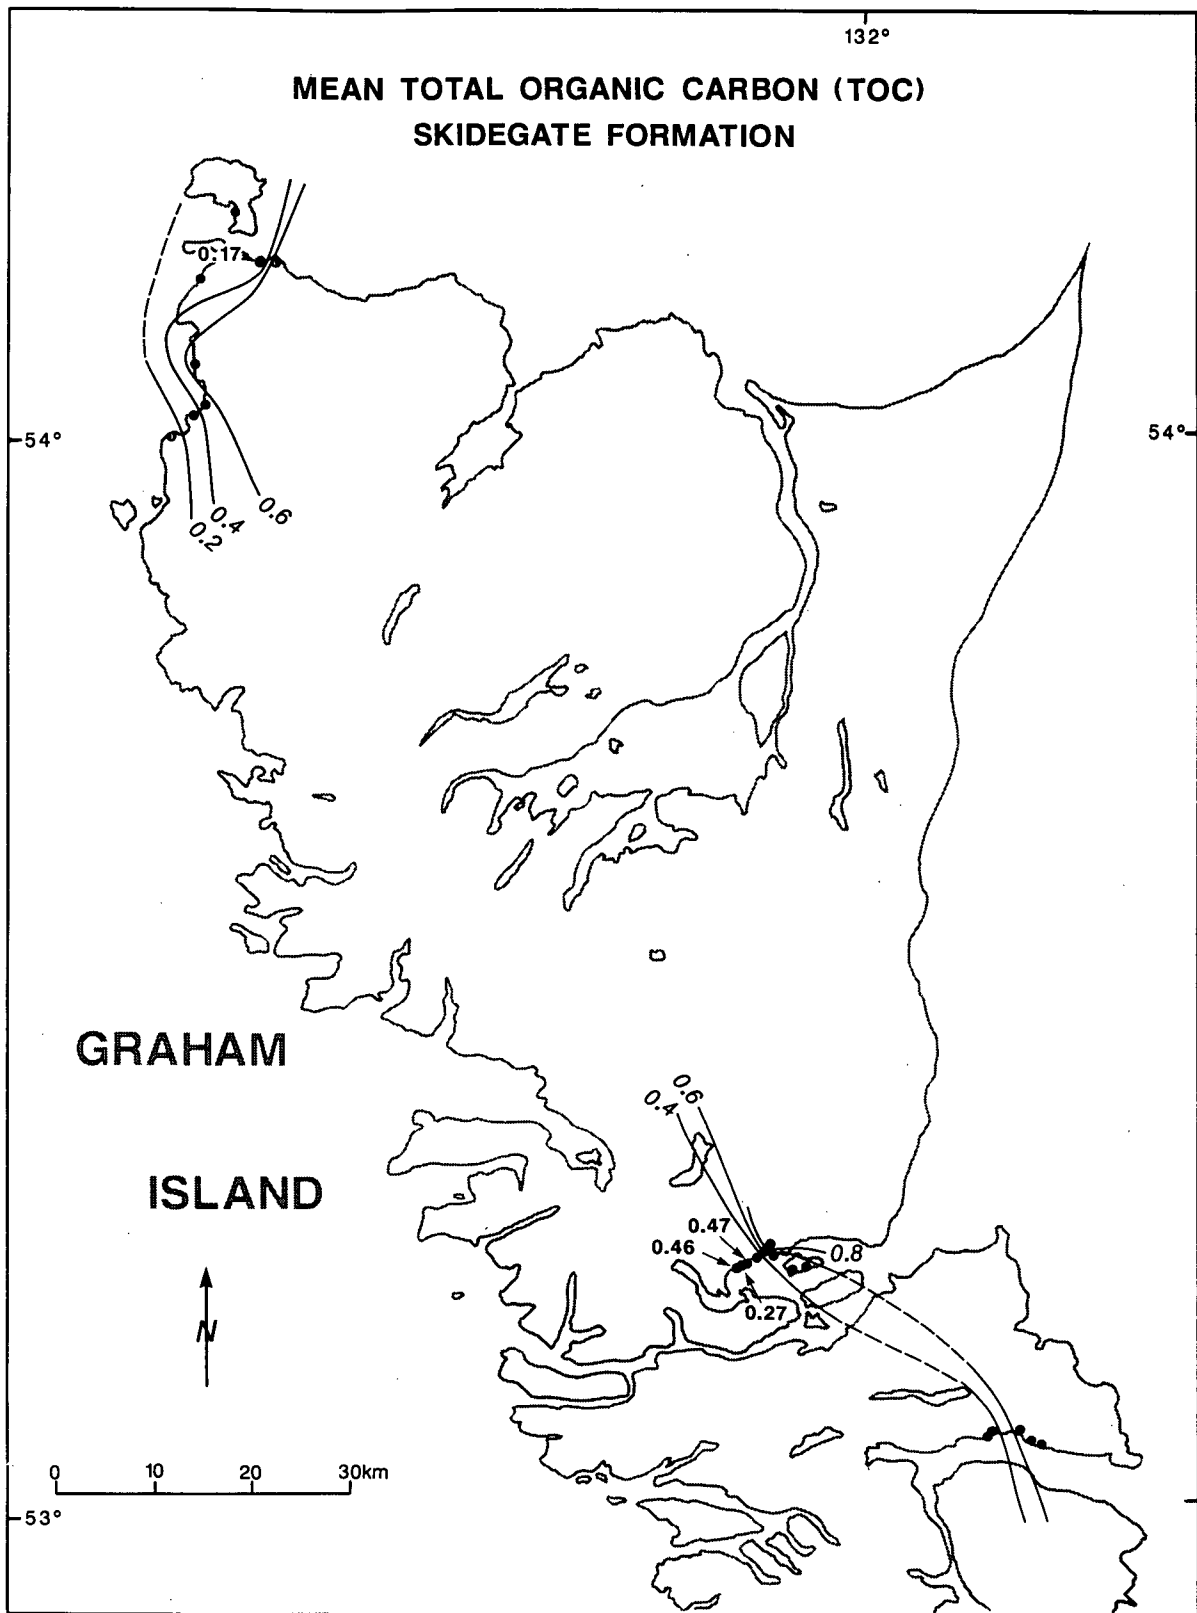 132°
MEAN TOTAL ORGANIC CARBON (TOC)
SKIDEGATE FORMATION
0.17
54°
54°
0.6
0.4
0.2
GRAHAM
ISLAND
0.6
0.4
0.47
0.46
0.8
0.27
N
0 10 20 30km
53°